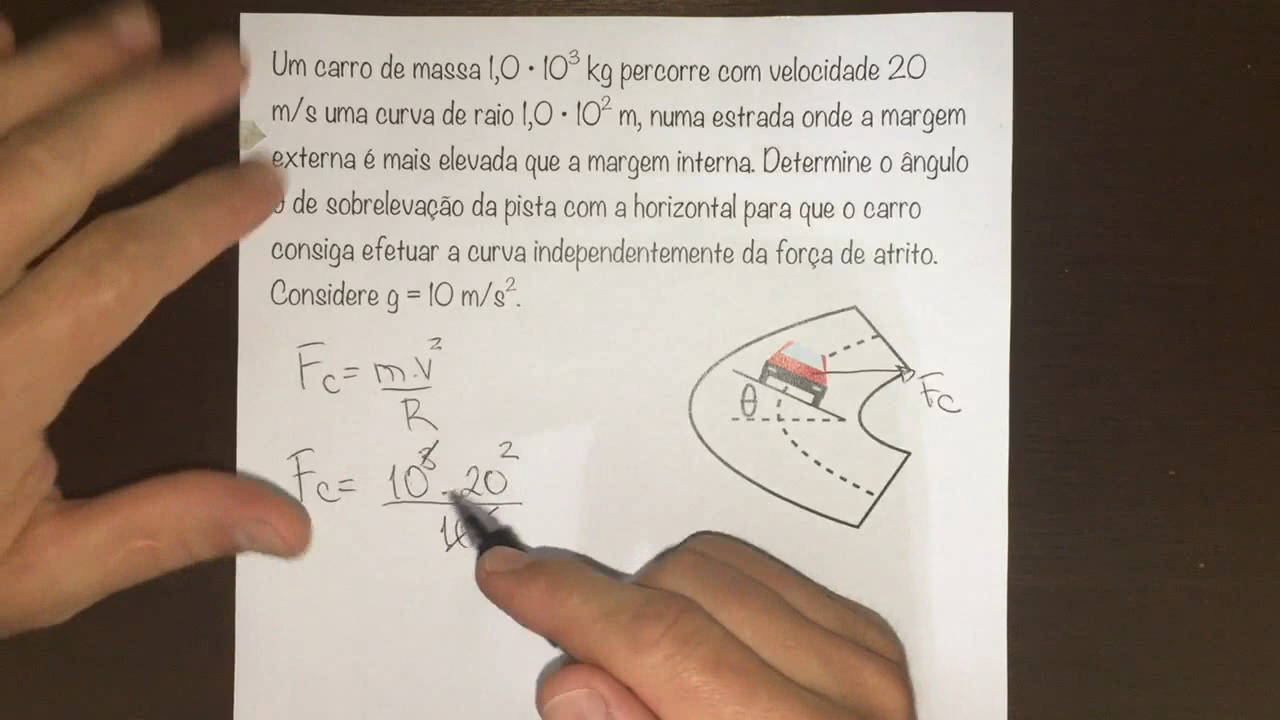 Um carro de massa 1,0 · 10³ kg percorre com velocidade 20
m/s uma curva de raio 1,0 · 10² m, numa estrada onde a margem
externa é mais elevada que a margem interna. Determine o ângulo
de sobrelevação da pista com a horizontal para que o carro
consiga efetuar a curva independentemente da força de atrito.
Considere g = 10 m/s².
Fc = m.v²
R
θ
Fc
Fc = 10³ . 20²